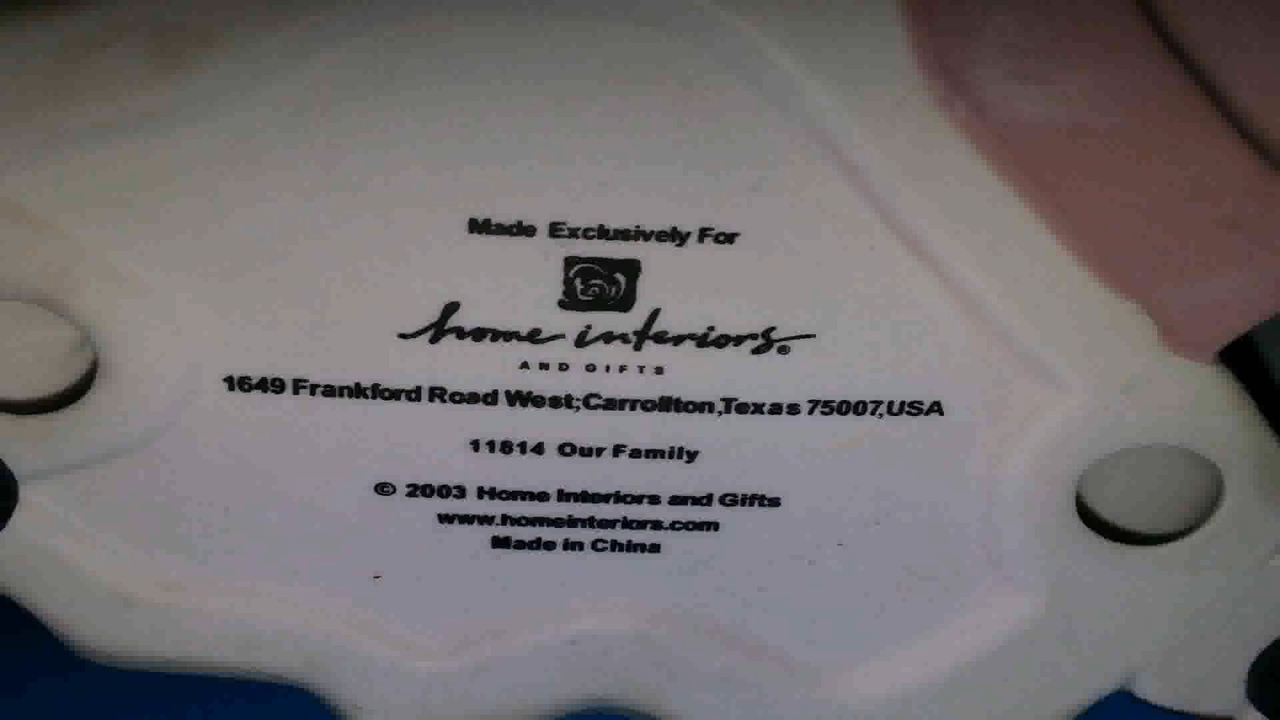 Made Exclusively For
home interiors®
AND GIFTS
1649 Frankford Road West;Carrollton,Texas 75007,USA
11814 Our Family
© 2003 Home Interiors and Gifts
www.homeinteriors.com
Made in China